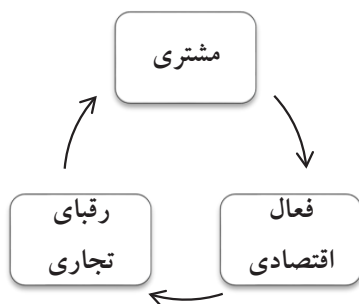 مشتری
فعال
اقتصادی
رقبای
تجاری